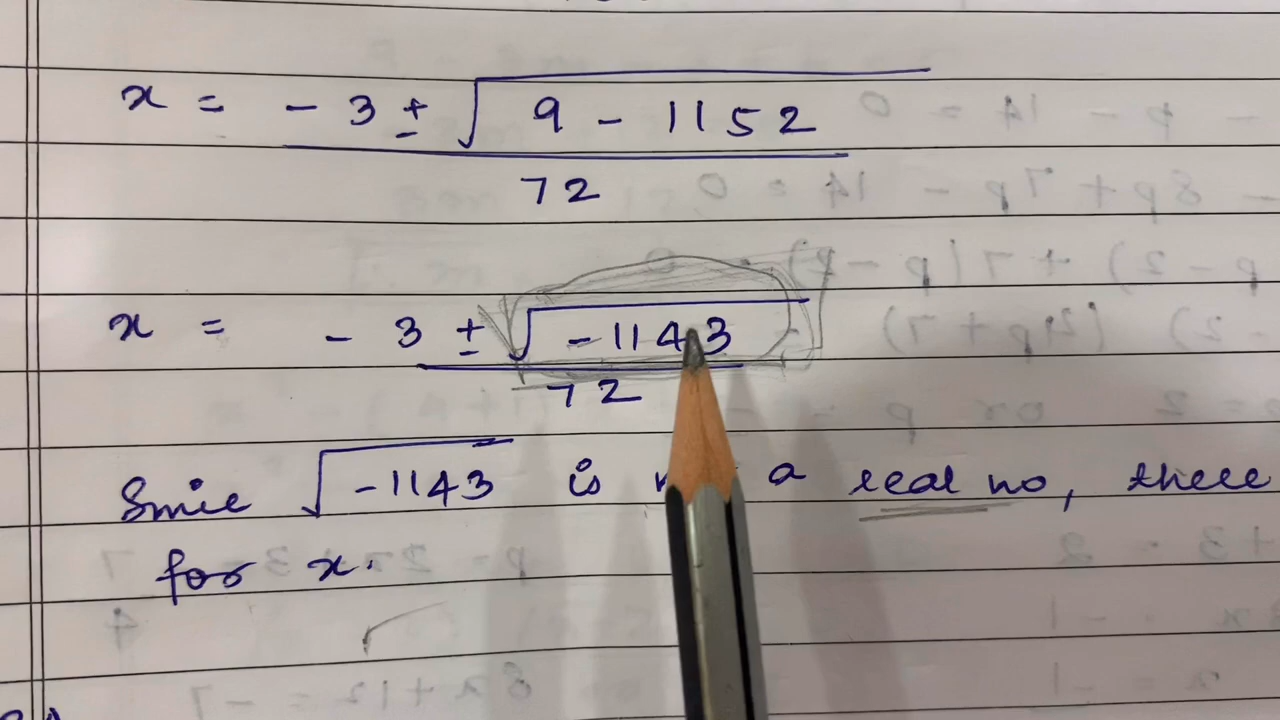 x = - 3 ± √ 9 - 1152
72
x = - 3 ± √ -1143
72
Since √ -1143 is a real no, there
for x.